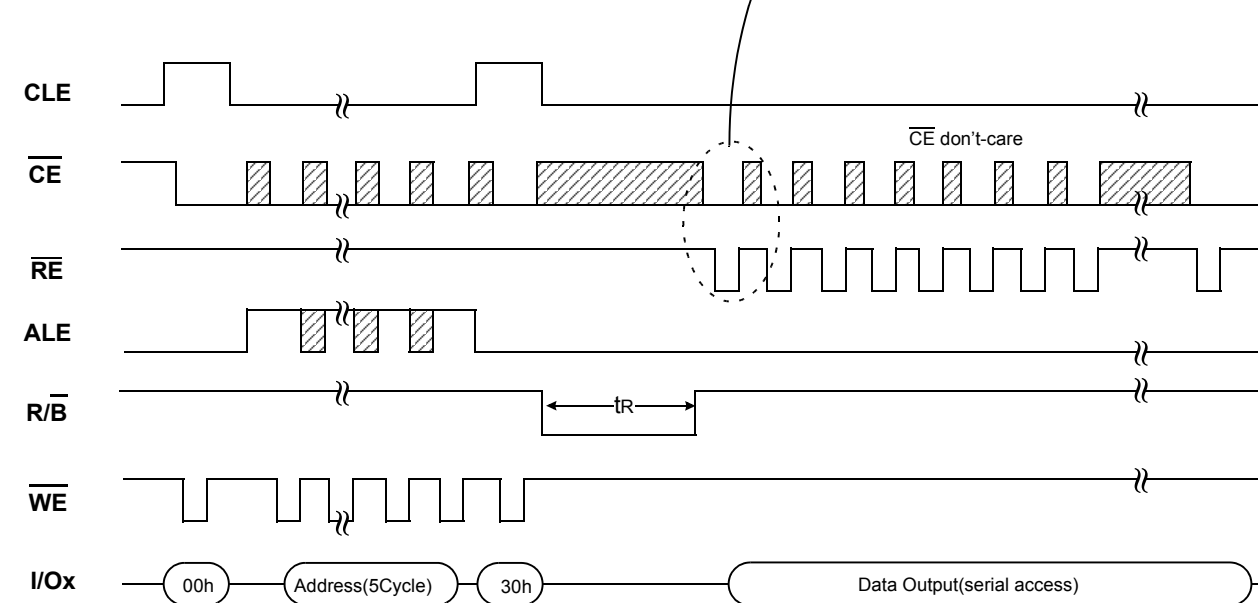 CLE
CE don't-care
CE
RE
ALE
R/B
tR
WE
I/Ox 00h Address(5Cycle) 30h Data Output(serial access)